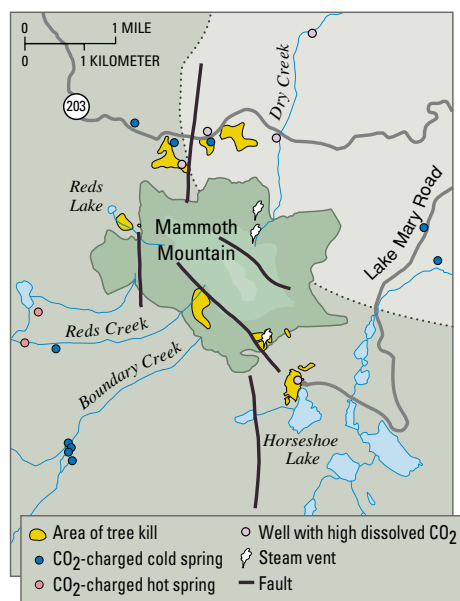 0 1 MILE
0 1 KILOMETER
203
Dry Creek
Reds
Lake
Mammoth
Mountain
Lake Mary Road
Reds Creek
Boundary Creek
Horseshoe
Lake
Area of tree kill
CO2-charged cold spring
CO2-charged hot spring
Well with high dissolved CO2
Steam vent
Fault